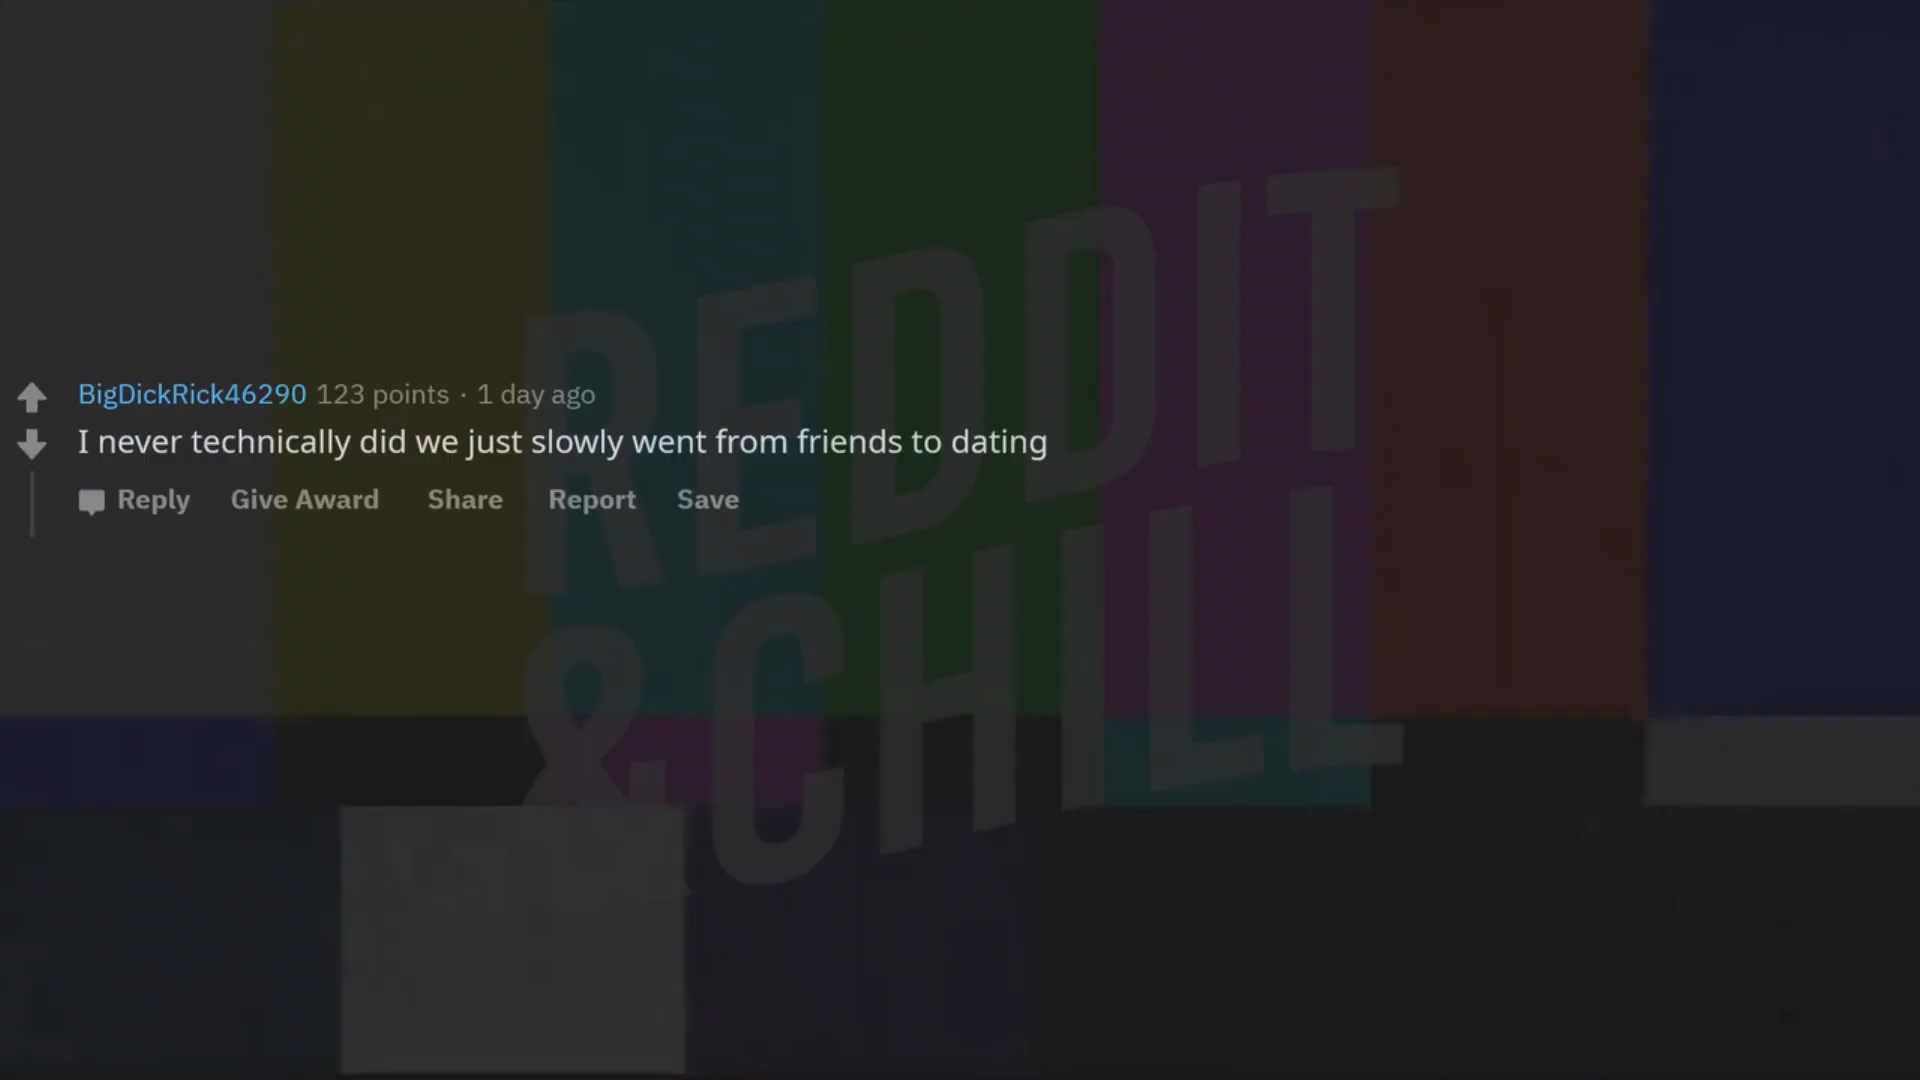 REDDIT
& CHILL
BigDickRick46290 123 points · 1 day ago
I never technically did we just slowly went from friends to dating
Reply Give Award Share Report Save